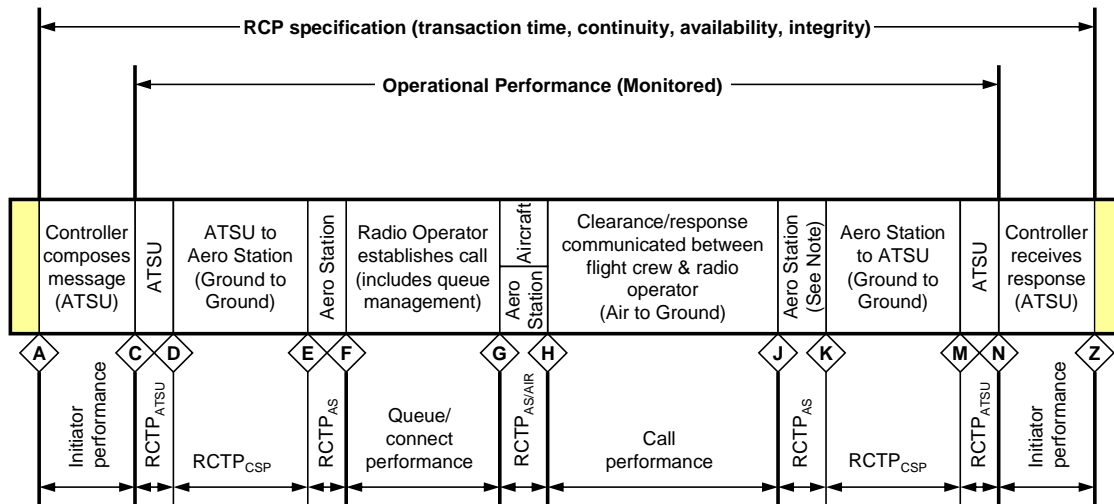 RCP specification (transaction time, continuity, availability, integrity)
Operational Performance (Monitored)
Controller
composes
message
(ATSU)
ATSU
ATSU to
Aero Station
(Ground to
Ground)
Aero Station
Radio Operator
establishes call
(includes queue
management)
Aircraft
Aero
Station
Clearance/response
communicated between
flight crew & radio
operator
(Air to Ground)
Aero Station
(See Note)
Aero Station
to ATSU
(Ground to
Ground)
ATSU
Controller
receives
response
(ATSU)
A
C
D
E
F
G
H
J
K
M
N
Z
Initiator
performance
RCTPATSU
RCTPCSP
RCTPAS
Queue/
connect
performance
RCTPAS/AIR
Call
performance
RCTPAS
RCTPCSP
RCTPATSU
Initiator
performance